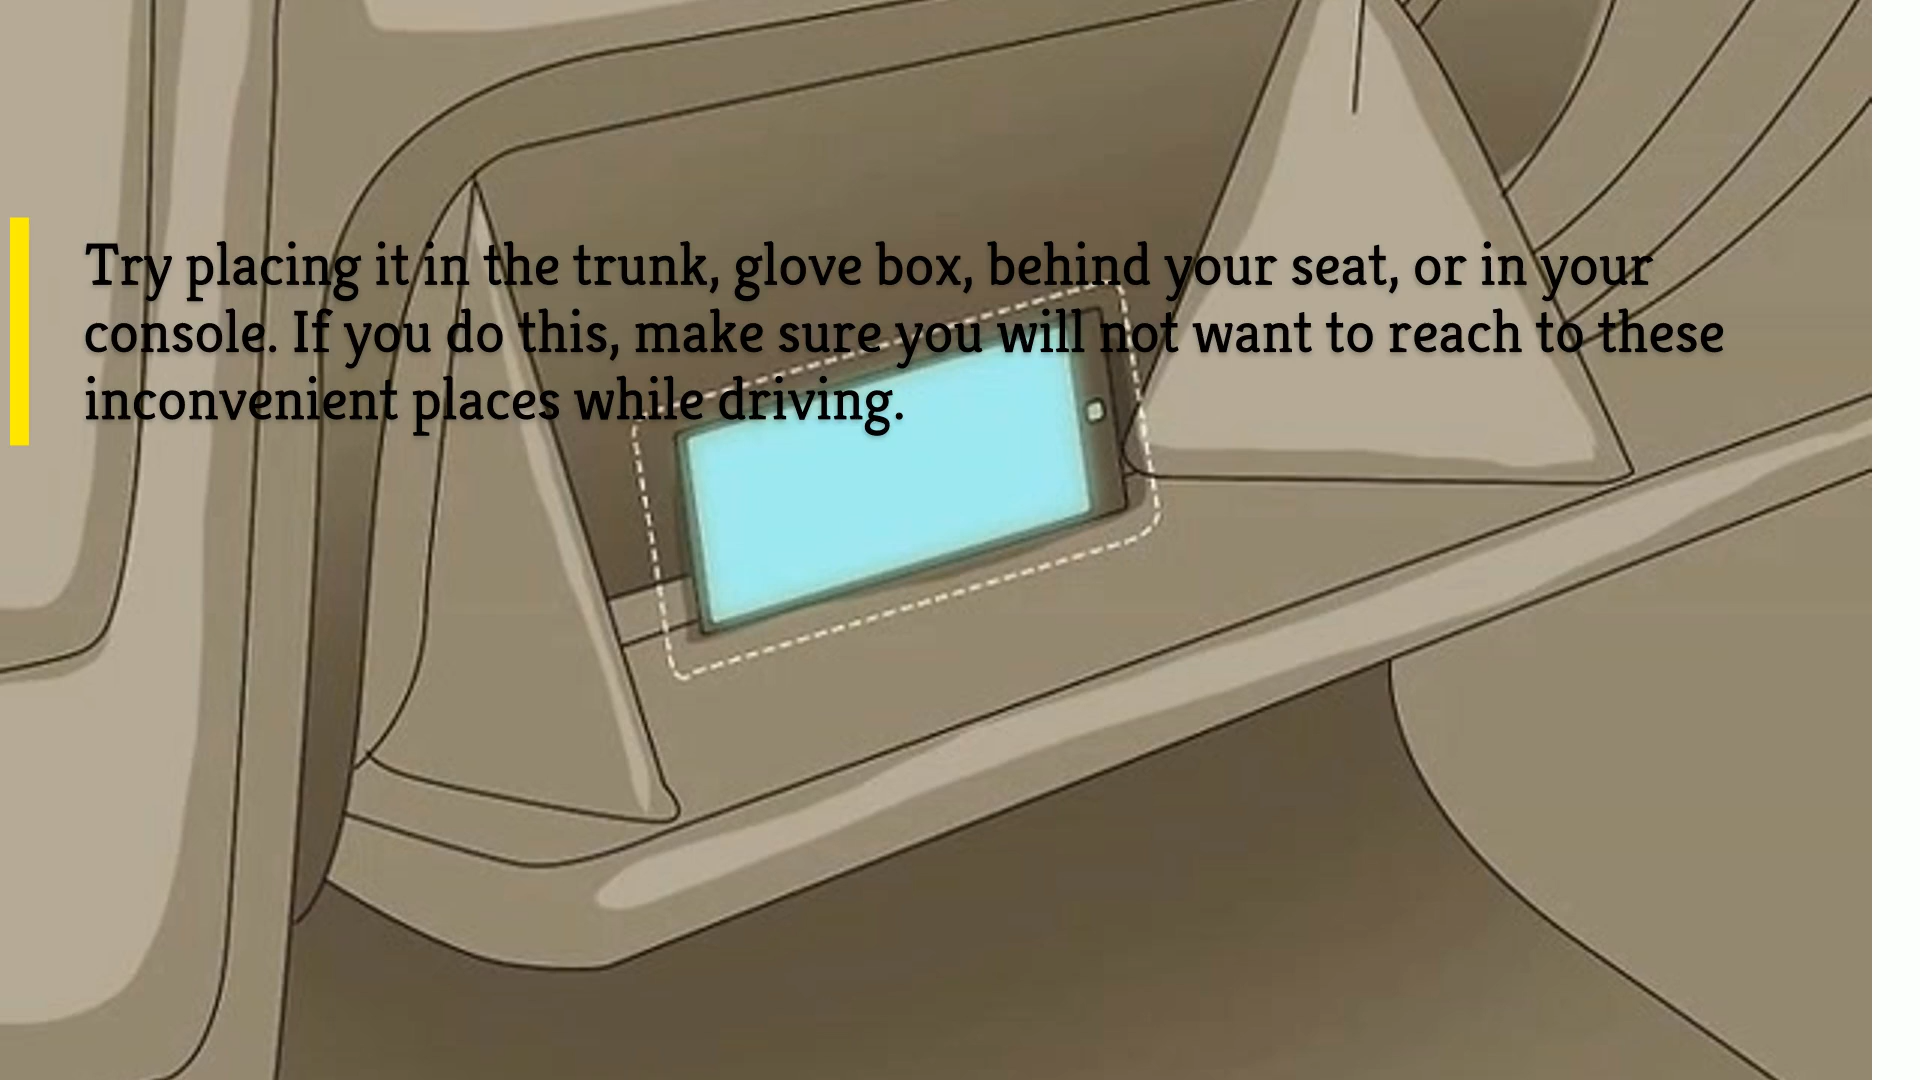 Try placing it in the trunk, glove box, behind your seat, or in your
console. If you do this, make sure you will not want to reach to these
inconvenient places while driving.